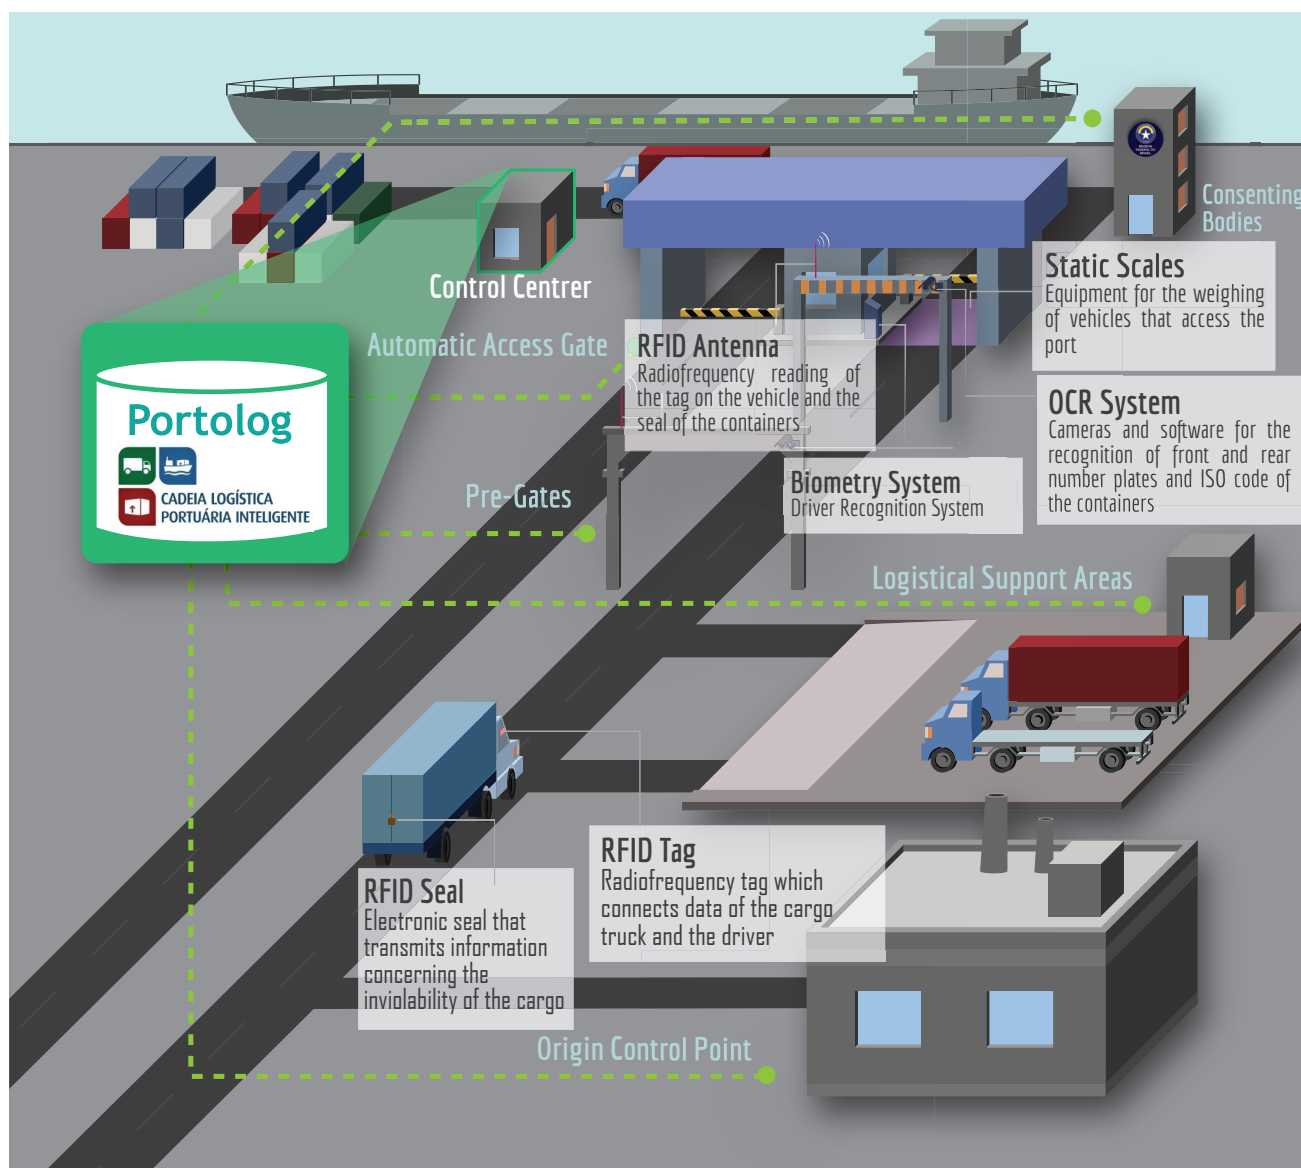 Consenting
Bodies
Control Centrer
Static Scales
Equipment for the weighing
of vehicles that access the
port
Automatic Access Gate
RFID Antenna
Radiofrequency reading of
the tag on the vehicle and the
seal of the containers
Portolog
CADEIA LOGÍSTICA
PORTUÁRIA INTELIGENTE
OCR System
Cameras and software for the
recognition of front and rear
number plates and ISO code of
the containers
Pre-Gates
Biometry System
Driver Recognition System
Logistical Support Areas
RFID Tag
Radiofrequency tag which
connects data of the cargo
truck and the driver
RFID Seal
Electronic seal that
transmits information
concerning the
inviolability of the cargo
Origin Control Point